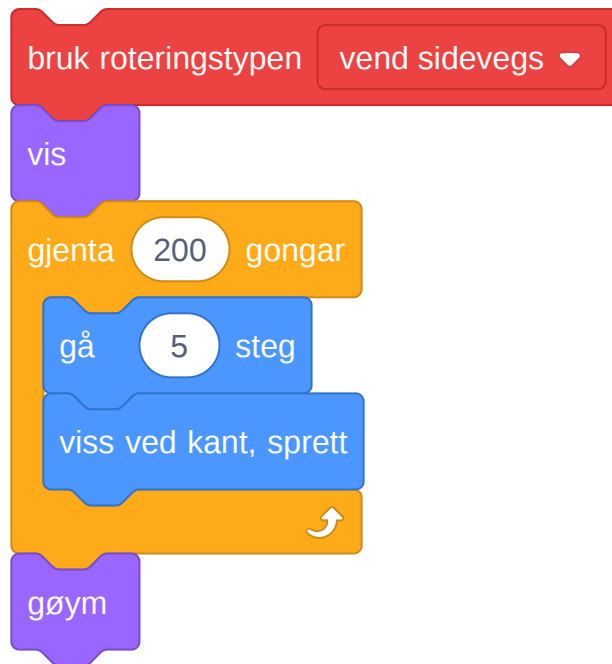 bruk roteringstypen vend sidevegs
vis
gjenta 200 gongar
gå 5 steg
viss ved kant, sprett
gøym